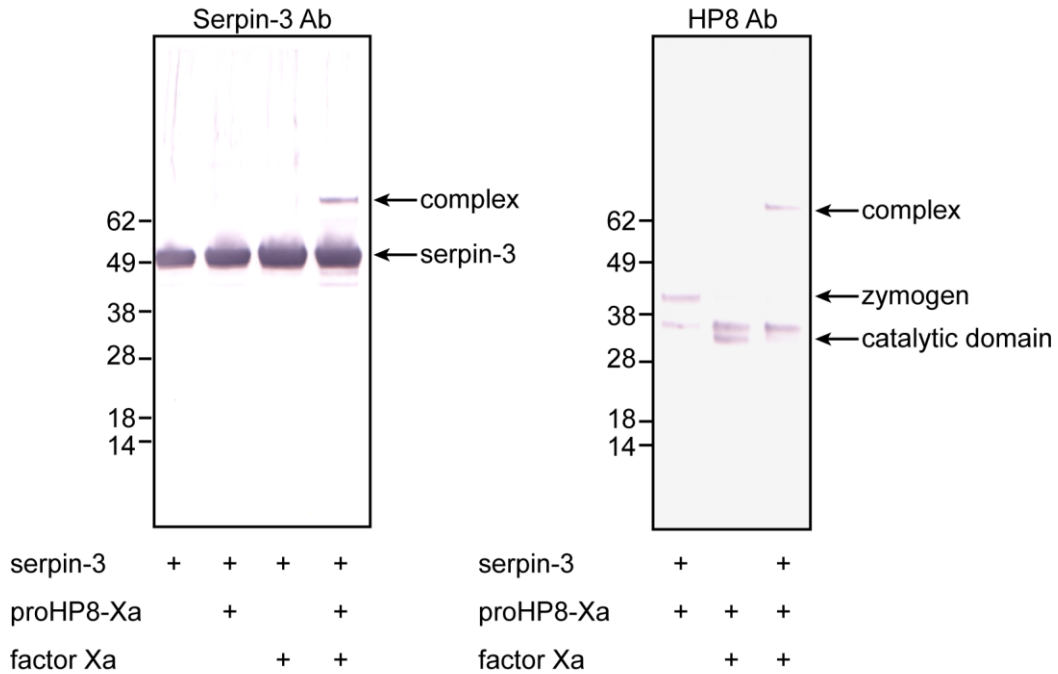 Serpin-3 Ab
62
49
38
28
18
14
complex
serpin-3
serpin-3 + + + +
proHP8-Xa + +
factor Xa + +
HP8 Ab
62
49
38
28
18
14
complex
zymogen
catalytic domain
serpin-3 + +
proHP8-Xa + + +
factor Xa + +